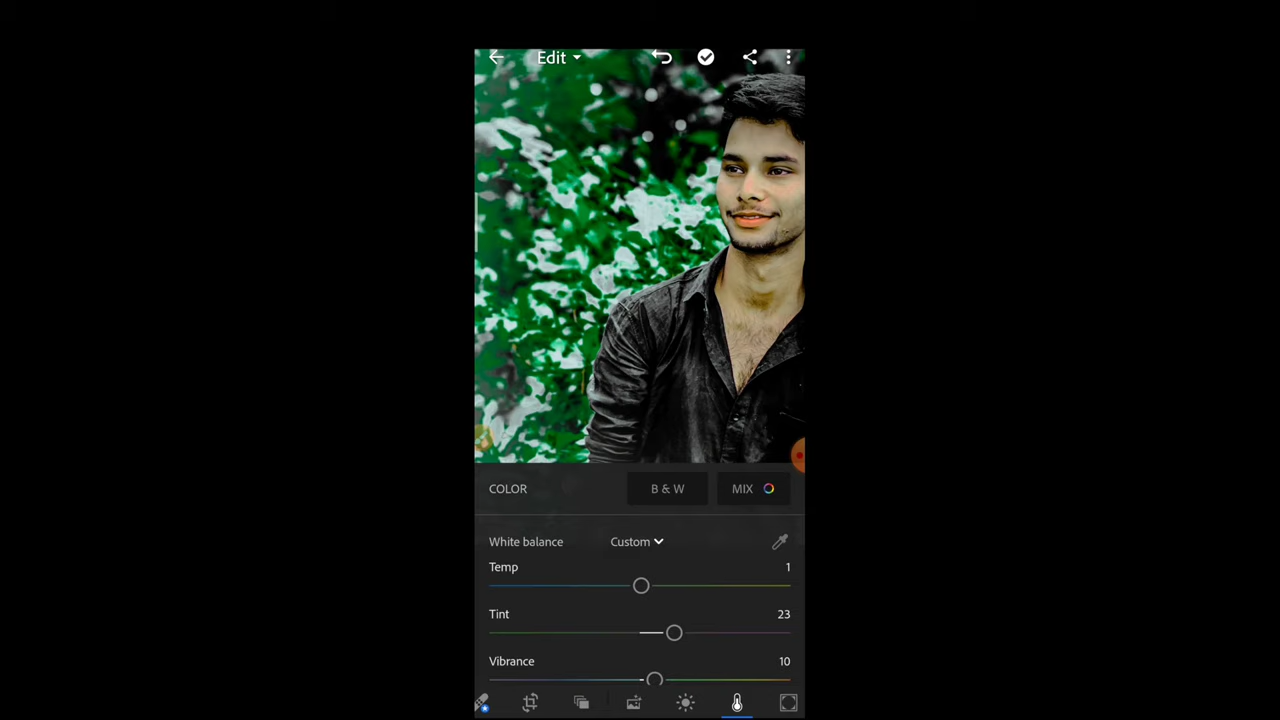 Edit
COLOR B & W MIX
White balance Custom
Temp 1
Tint 23
Vibrance 10